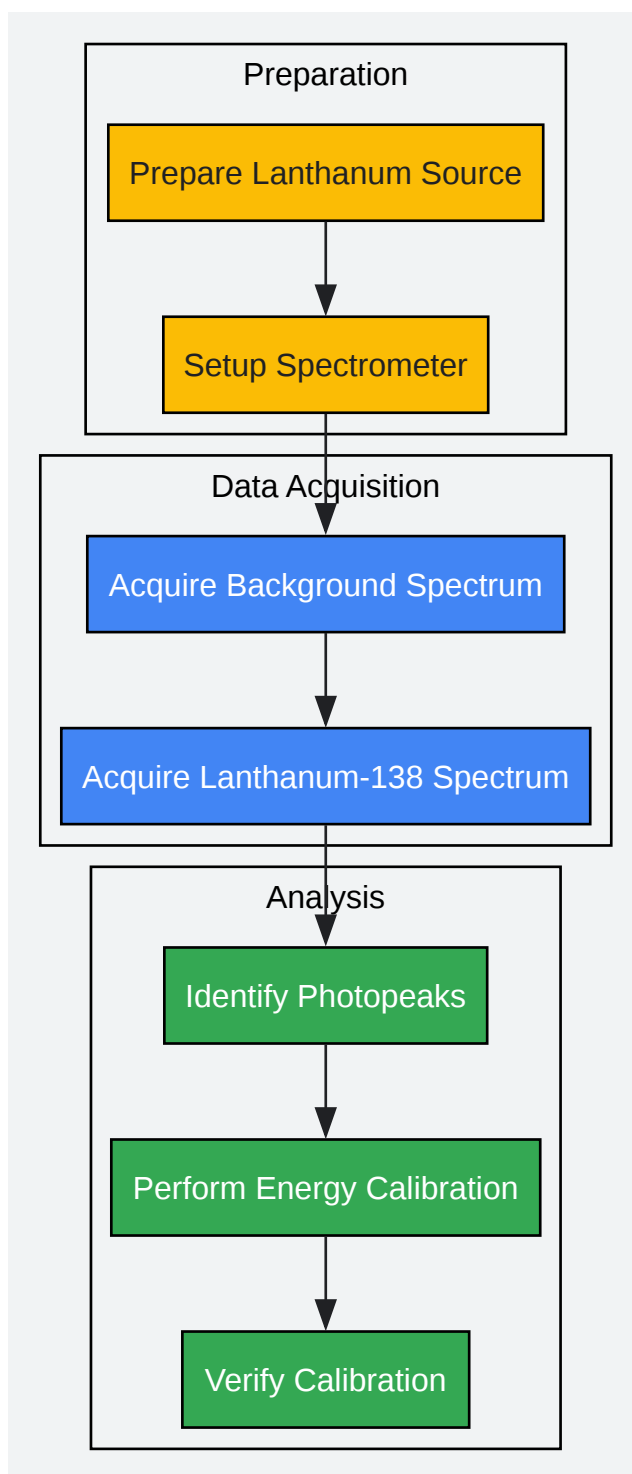 Preparation
Prepare Lanthanum Source
Setup Spectrometer
Data Acquisition
Acquire Background Spectrum
Acquire Lanthanum-138 Spectrum
Analysis
Identify Photopeaks
Perform Energy Calibration
Verify Calibration